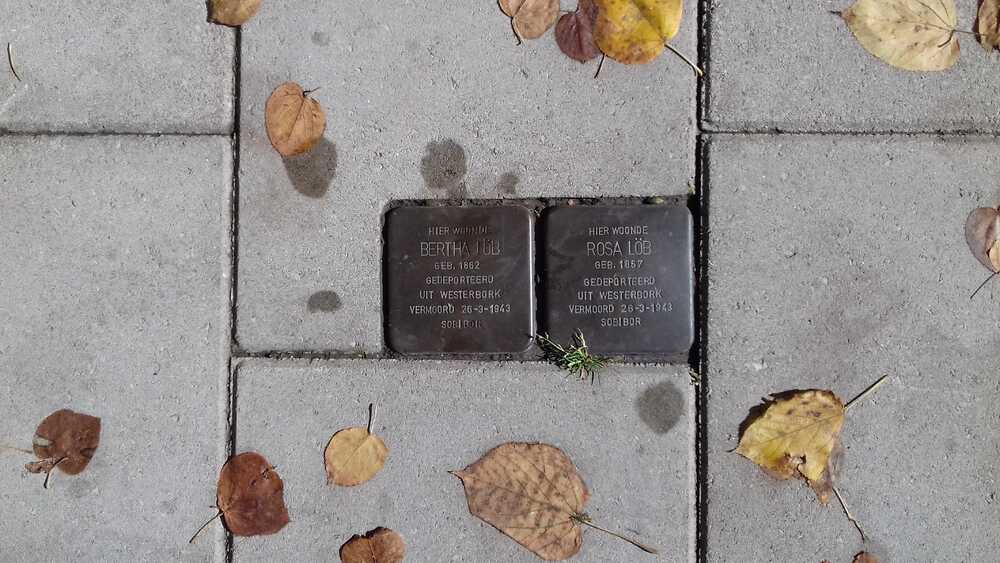 HIER WOONDE
BERTHA LÖB
GEB. 1862
GEDEPORTEERD
UIT WESTERBORK
VERMOORD 26-3-1943
SOBIBOR
HIER WOONDE
ROSA LÖB
GEB. 1857
GEDEPORTEERD
UIT WESTERBORK
VERMOORD 26-3-1943
SOBIBOR